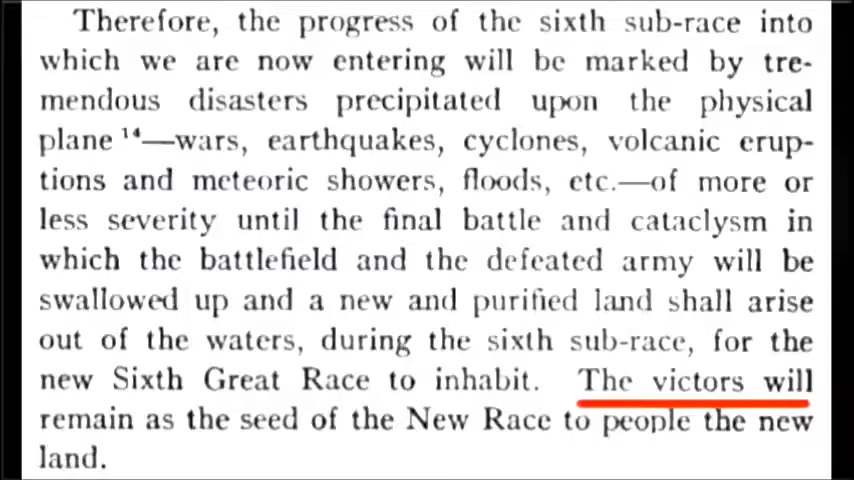 Therefore, the progress of the sixth sub-race into
which we are now entering will be marked by tre-
mendous disasters precipitated upon the physical
plane ¹⁴—wars, earthquakes, cyclones, volcanic erup-
tions and meteoric showers, floods, etc.—of more or
less severity until the final battle and cataclysm in
which the battlefield and the defeated army will be
swallowed up and a new and purified land shall arise
out of the waters, during the sixth sub-race, for the
new Sixth Great Race to inhabit. The victors will
remain as the seed of the New Race to people the new
land.